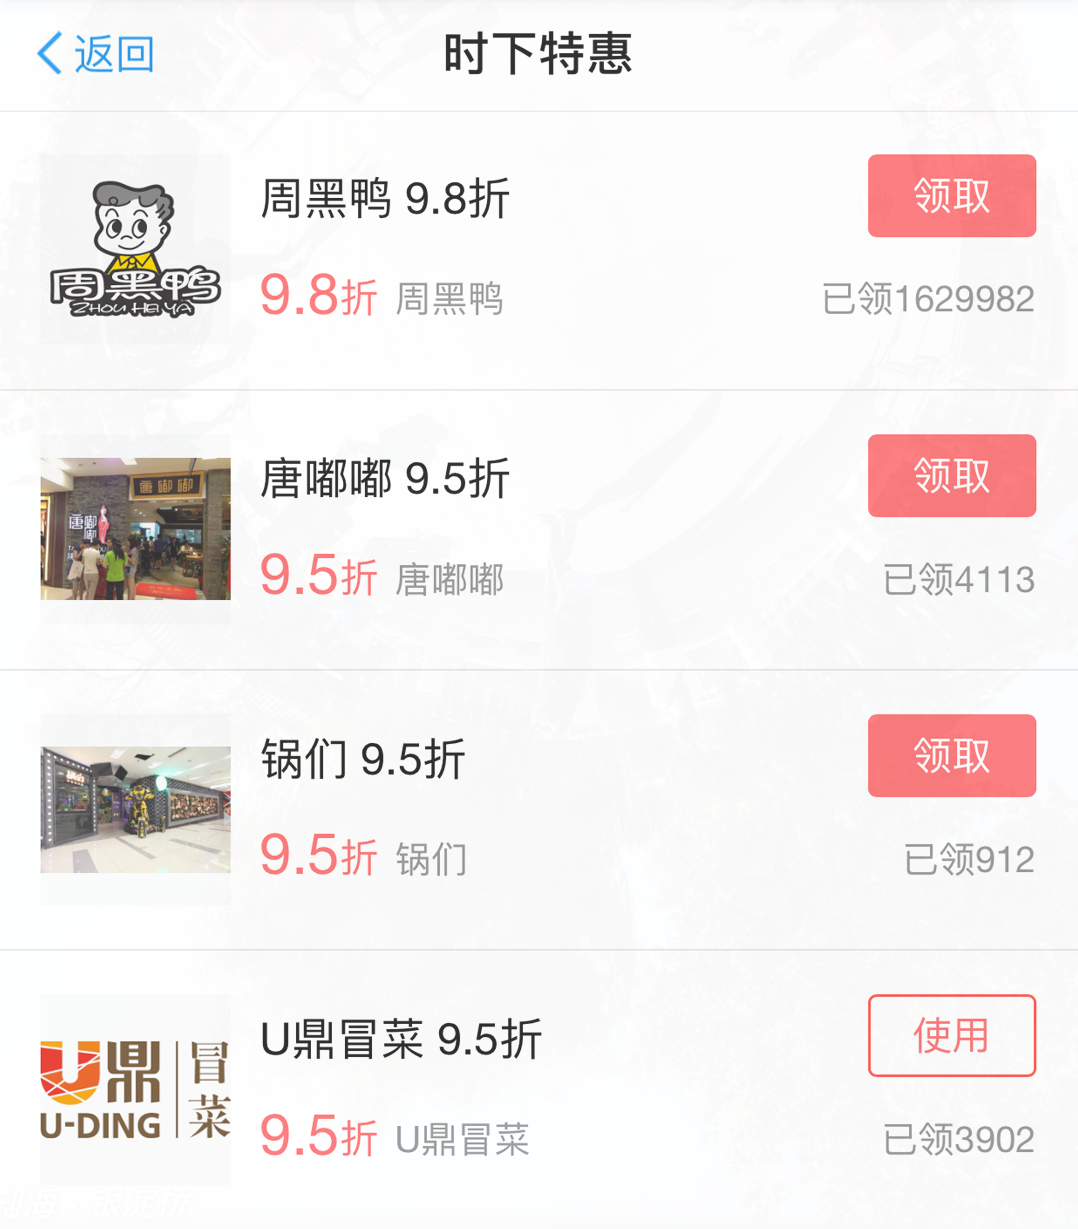 返回
时下特惠
周黑鸭
ZHOU HEI YA
周黑鸭 9.8折
领取
9.8折 周黑鸭
已领1629982
唐嘟嘟
唐嘟嘟
唐嘟嘟 9.5折
领取
9.5折 唐嘟嘟
已领4113
锅们 9.5折
领取
9.5折 锅们
已领912
U鼎
U-DING
冒菜
U鼎冒菜 9.5折
使用
9.5折 U鼎冒菜
已领3902